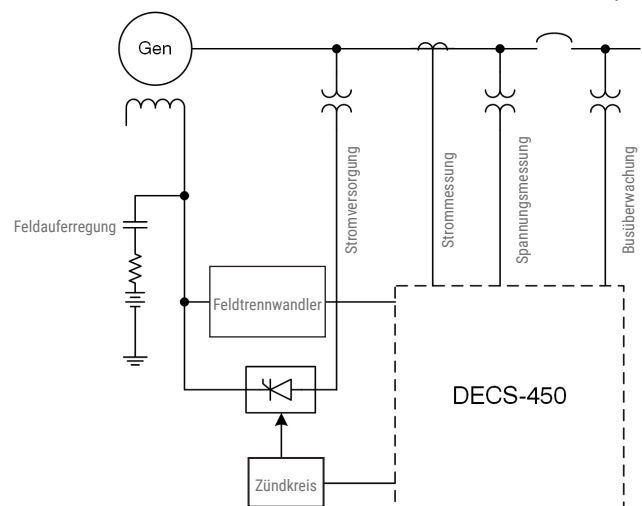 Gen
Feldauferregung
Stromversorgung
Strommessung
Spannungsmessung
Busüberwachung
Feldtrennwandler
DECS-450
Zündkreis